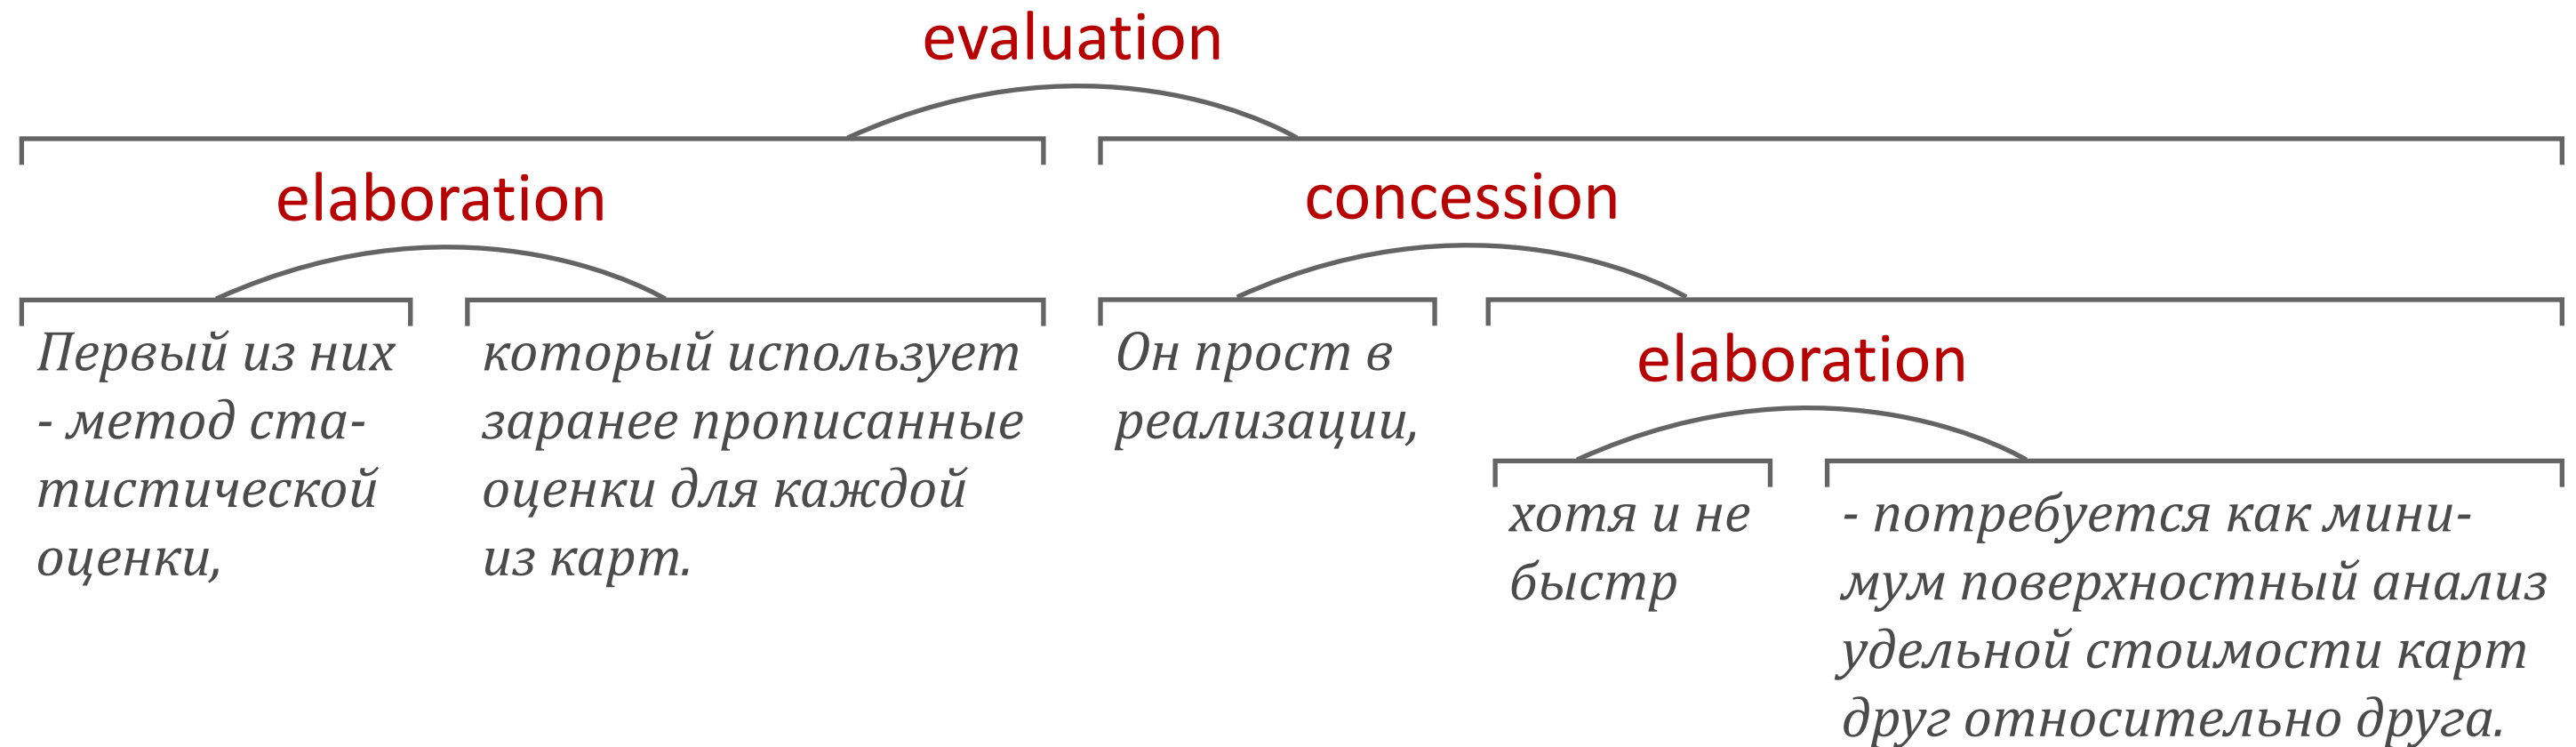 evaluation
elaboration
concession
Первый из них
- метод ста-
тистической
оценки,
который использует
заранее прописанные
оценки для каждой
из карт.
Он прост в
реализации,
elaboration
хотя и не
быстр
- потребуется как мини-
мум поверхностный анализ
удельной стоимости карт
друг относительно друга.